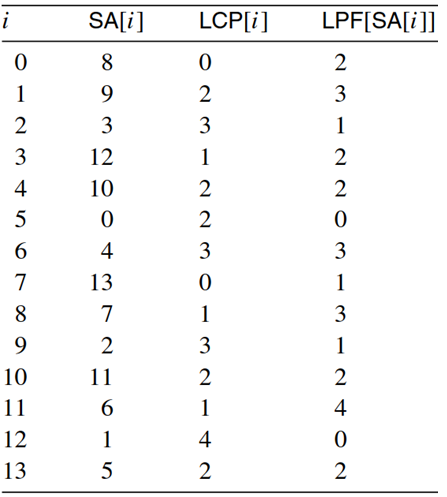 i SA[i] LCP[i] LPF[SA[i]]
0 8 0 2
1 9 2 3
2 3 3 1
3 12 1 2
4 10 2 2
5 0 2 0
6 4 3 3
7 13 0 1
8 7 1 3
9 2 3 1
10 11 2 2
11 6 1 4
12 1 4 0
13 5 2 2